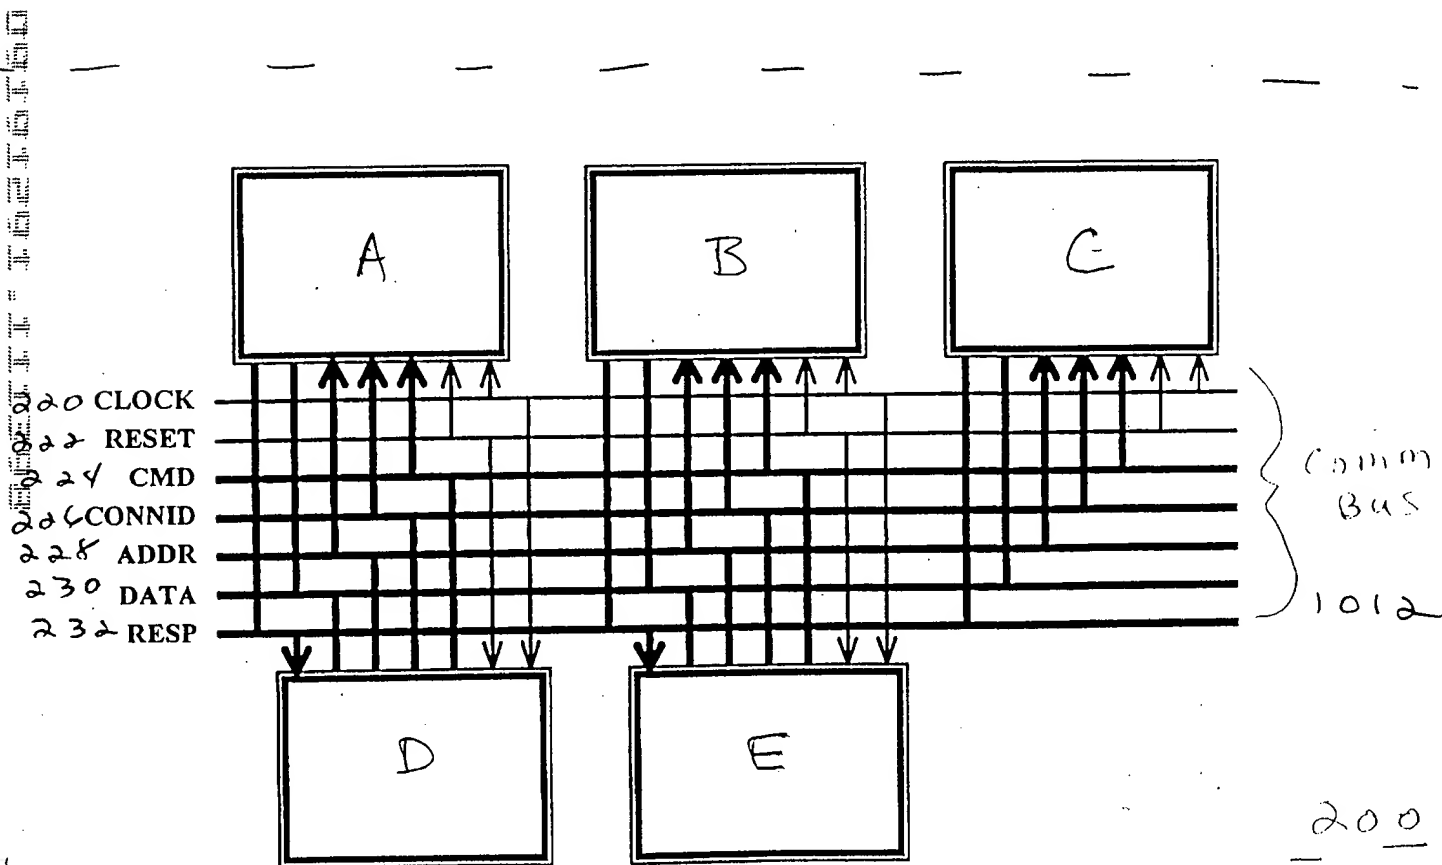 A
B
C
220 CLOCK
222 RESET
224 CMD
226 CONNID
228 ADDR
230 DATA
232 RESP
Comm
Bus
1012
D
E
200